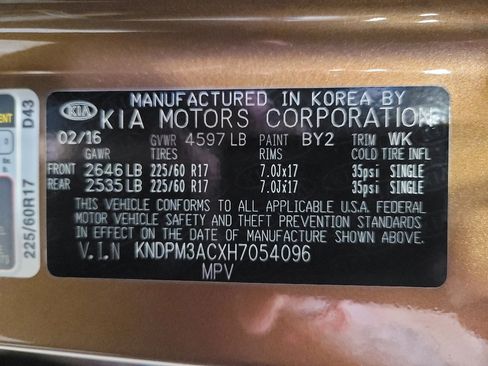 MANUFACTURED IN KOREA BY
KIA KIA MOTORS CORPORATION
02/16 GVWR 4597 LB PAINT BY2 TRIM WK
GAWR TIRES RIMS COLD TIRE INFL
FRONT 2646 LB 225/60 R17 7.0J×17 35psi SINGLE
REAR 2535 LB 225/60 R17 7.0J×17 35psi SINGLE
THIS VEHICLE CONFORMS TO ALL APPLICABLE U.S.A. FEDERAL
MOTOR VEHICLE SAFETY AND THEFT PREVENTION STANDARDS
IN EFFECT ON THE DATE OF MANUFACTURE SHOWN ABOVE.
V.I.N KNDPM3ACXH7054096
MPV
225/60R17 D43